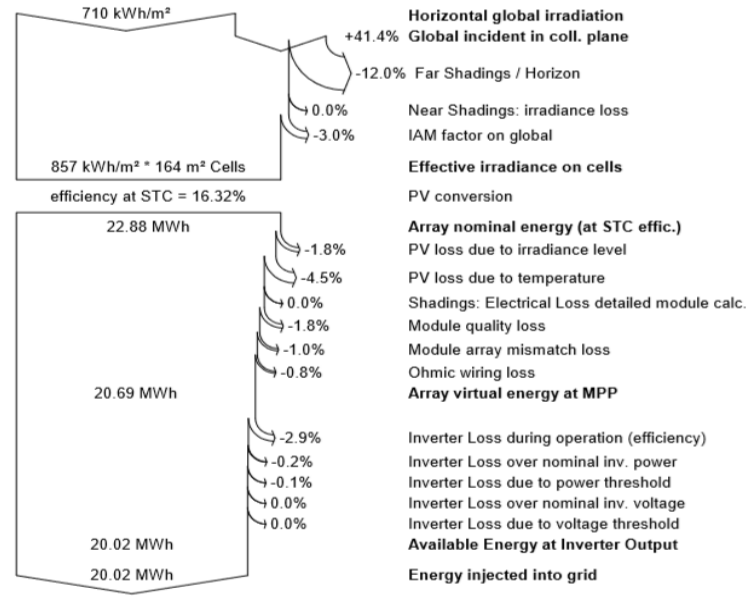 710 kWh/m² Horizontal global irradiation
+41.4% Global incident in coll. plane
-12.0% Far Shadings / Horizon
0.0% Near Shadings: irradiance loss
-3.0% IAM factor on global
857 kWh/m² * 164 m² Cells Effective irradiance on cells
efficiency at STC = 16.32% PV conversion
22.88 MWh Array nominal energy (at STC effic.)
-1.8% PV loss due to irradiance level
-4.5% PV loss due to temperature
0.0% Shadings: Electrical Loss detailed module calc.
-1.8% Module quality loss
-1.0% Module array mismatch loss
-0.8% Ohmic wiring loss
20.69 MWh Array virtual energy at MPP
-2.9% Inverter Loss during operation (efficiency)
-0.2% Inverter Loss over nominal inv. power
-0.1% Inverter Loss due to power threshold
0.0% Inverter Loss over nominal inv. voltage
0.0% Inverter Loss due to voltage threshold
20.02 MWh Available Energy at Inverter Output
20.02 MWh Energy injected into grid